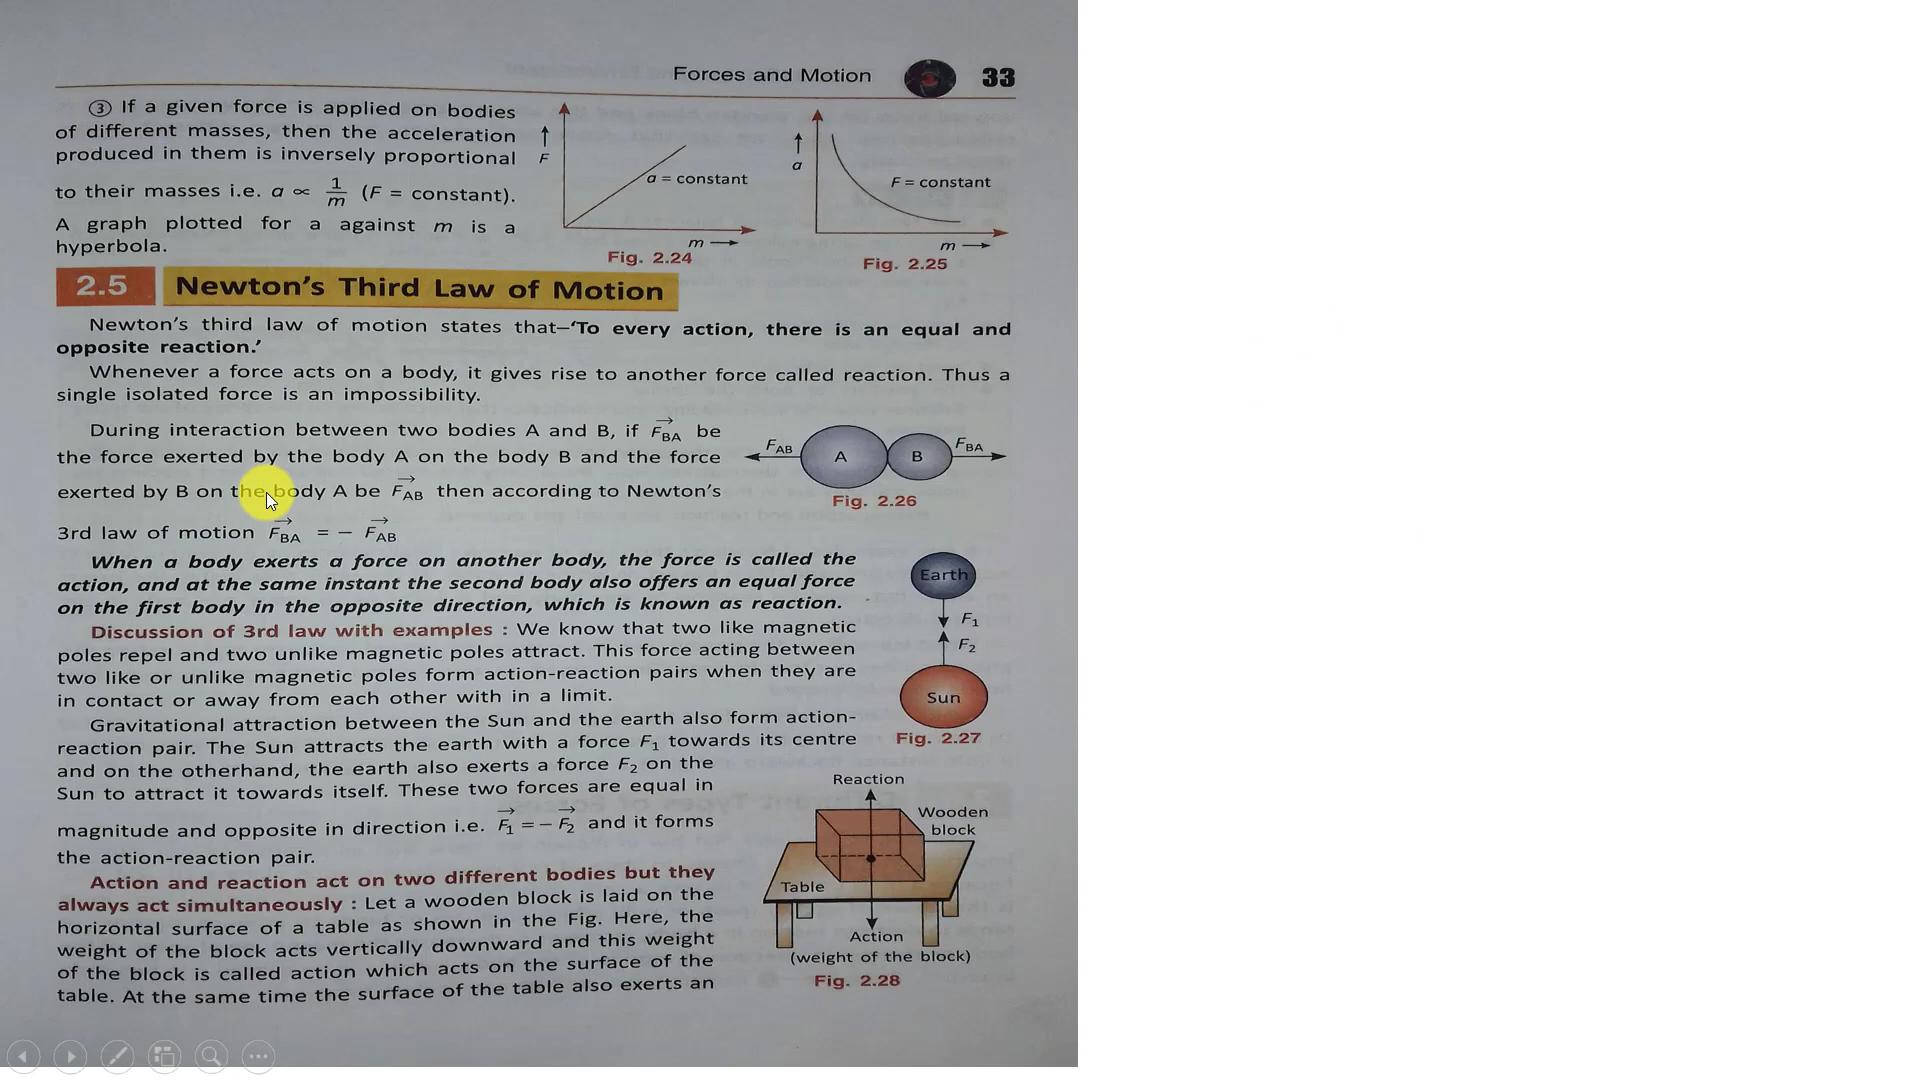 Forces and Motion 33
③ If a given force is applied on bodies
of different masses, then the acceleration
produced in them is inversely proportional
to their masses i.e. a ∝ 1/m (F = constant).
A graph plotted for a against m is a
hyperbola.
F
a = constant
m
Fig. 2.24
a
F = constant
m
Fig. 2.25
2.5 Newton's Third Law of Motion
Newton's third law of motion states that–'To every action, there is an equal and
opposite reaction.'
Whenever a force acts on a body, it gives rise to another force called reaction. Thus a
single isolated force is an impossibility.
During interaction between two bodies A and B, if F⃗BA be
the force exerted by the body A on the body B and the force
exerted by B on the body A be F⃗AB then according to Newton's
3rd law of motion F⃗BA = – F⃗AB
FAB A B FBA
Fig. 2.26
When a body exerts a force on another body, the force is called the
action, and at the same instant the second body also offers an equal force
on the first body in the opposite direction, which is known as reaction.
Discussion of 3rd law with examples : We know that two like magnetic
poles repel and two unlike magnetic poles attract. This force acting between
two like or unlike magnetic poles form action-reaction pairs when they are
in contact or away from each other with in a limit.
Gravitational attraction between the Sun and the earth also form action-
reaction pair. The Sun attracts the earth with a force F1 towards its centre
and on the otherhand, the earth also exerts a force F2 on the
Sun to attract it towards itself. These two forces are equal in
magnitude and opposite in direction i.e. F⃗1 = – F⃗2 and it forms
the action-reaction pair.
Earth
F1
F2
Sun
Fig. 2.27
Action and reaction act on two different bodies but they
always act simultaneously : Let a wooden block is laid on the
horizontal surface of a table as shown in the Fig. Here, the
weight of the block acts vertically downward and this weight
of the block is called action which acts on the surface of the
table. At the same time the surface of the table also exerts an
Reaction
Wooden
block
Table
Action
(weight of the block)
Fig. 2.28